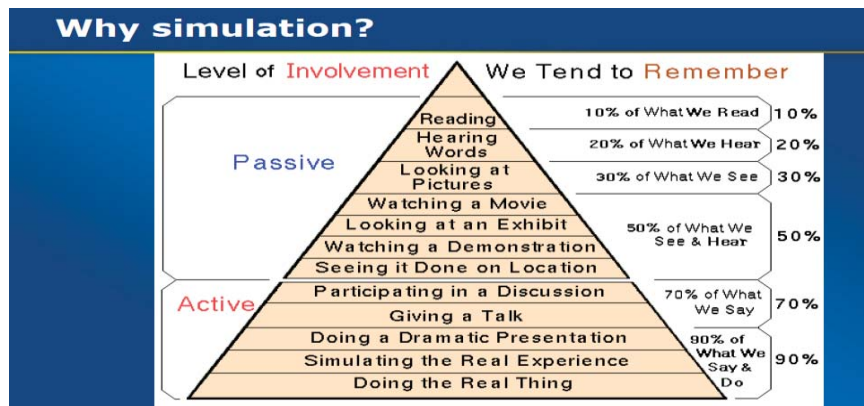 Why simulation?
Level of Involvement
We Tend to Remember
Passive
Active
Reading
Hearing
Words
Looking at
Pictures
Watching a Movie
Looking at an Exhibit
Watching a Demonstration
Seeing it Done on Location
Participating in a Discussion
Giving a Talk
Doing a Dramatic Presentation
Simulating the Real Experience
Doing the Real Thing
10% of What We Read
10%
20% of What We Hear
20%
30% of What We See
30%
50% of What We
See & Hear
50%
70% of What
We Say
70%
90% of
What We
Say &
Do
90%